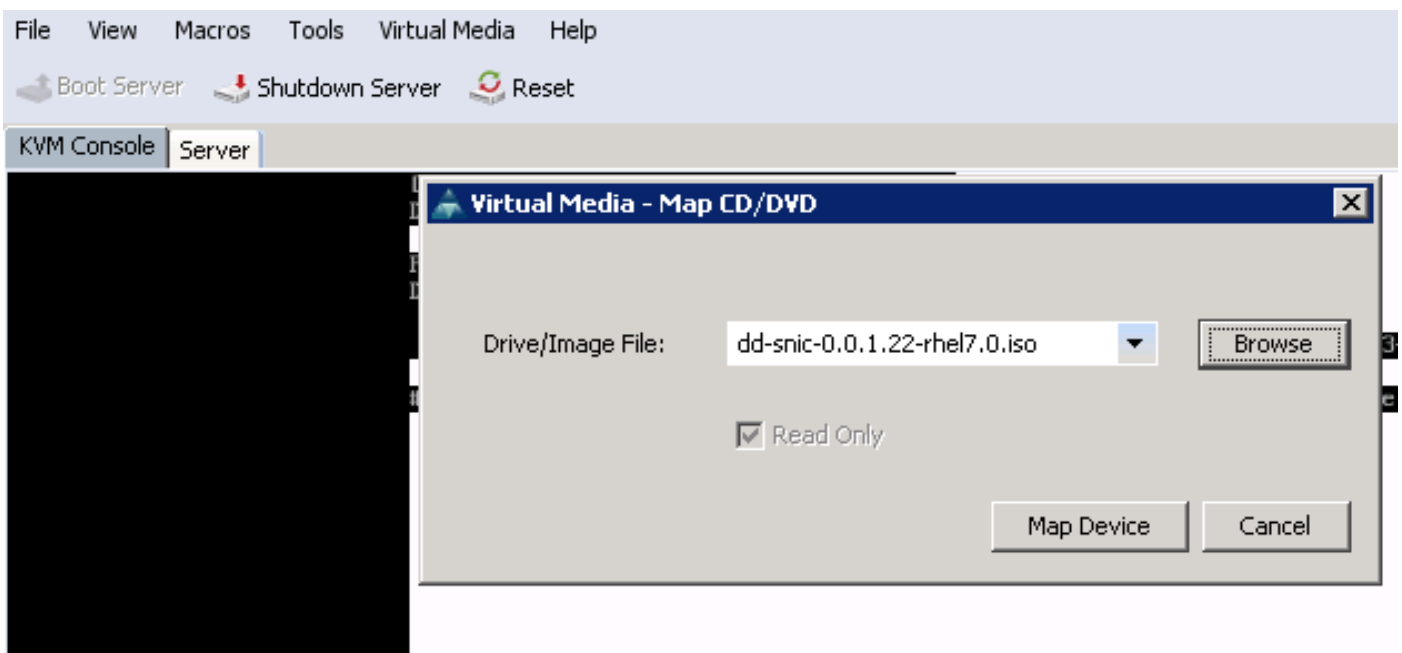 File View Macros Tools Virtual Media Help
Boot Server Shutdown Server Reset
KVM Console Server
Virtual Media - Map CD/DVD
Drive/Image File: dd-snic-0.0.1.22-rhel7.0.iso Browse
Read Only
Map Device Cancel